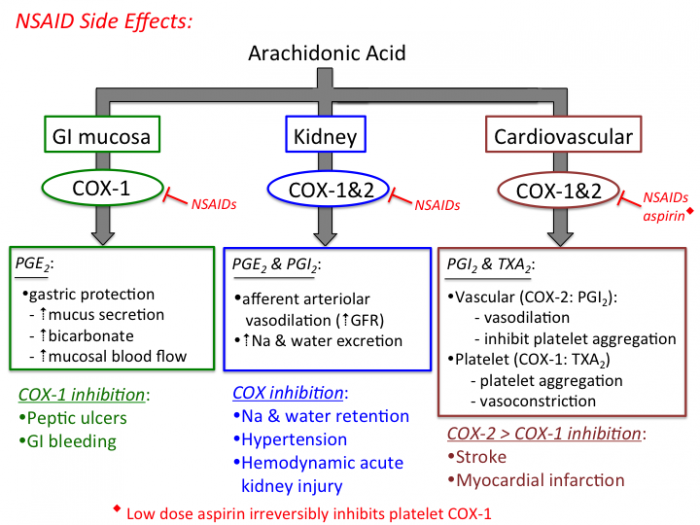 NSAID Side Effects:
Arachidonic Acid
GI mucosa
Kidney
Cardiovascular
COX-1
NSAIDs
COX-1&2
NSAIDs
COX-1&2
NSAIDs
aspirin◆
PGE₂:
•gastric protection
- ↑mucus secretion
- ↑bicarbonate
- ↑mucosal blood flow
COX-1 inhibition:
•Peptic ulcers
•GI bleeding
PGE₂ & PGI₂:
•afferent arteriolar
vasodilation (↑GFR)
•↑Na & water excretion
COX inhibition:
•Na & water retention
•Hypertension
•Hemodynamic acute
kidney injury
PGI₂ & TXA₂:
•Vascular (COX-2: PGI₂):
- vasodilation
- inhibit platelet aggregation
•Platelet (COX-1: TXA₂)
- platelet aggregation
- vasoconstriction
COX-2 > COX-1 inhibition:
•Stroke
•Myocardial infarction
◆ Low dose aspirin irreversibly inhibits platelet COX-1